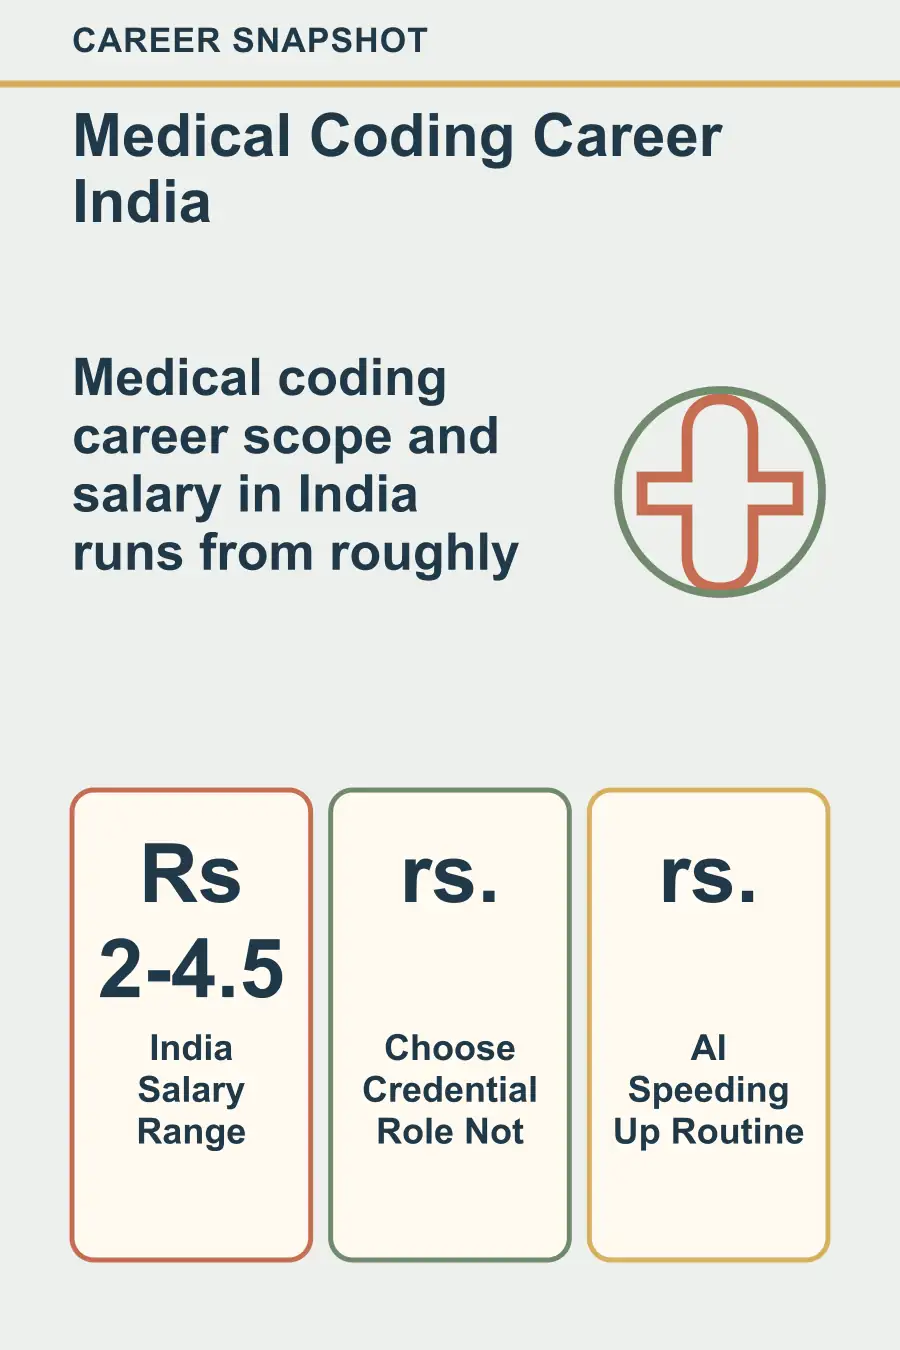 CAREER SNAPSHOT
Medical Coding Career
India
Medical coding
career scope and
salary in India
runs from roughly
Rs
2-4.5
India
Salary
Range
rs.
Choose
Credential
Role Not
rs.
AI
Speeding
Up Routine